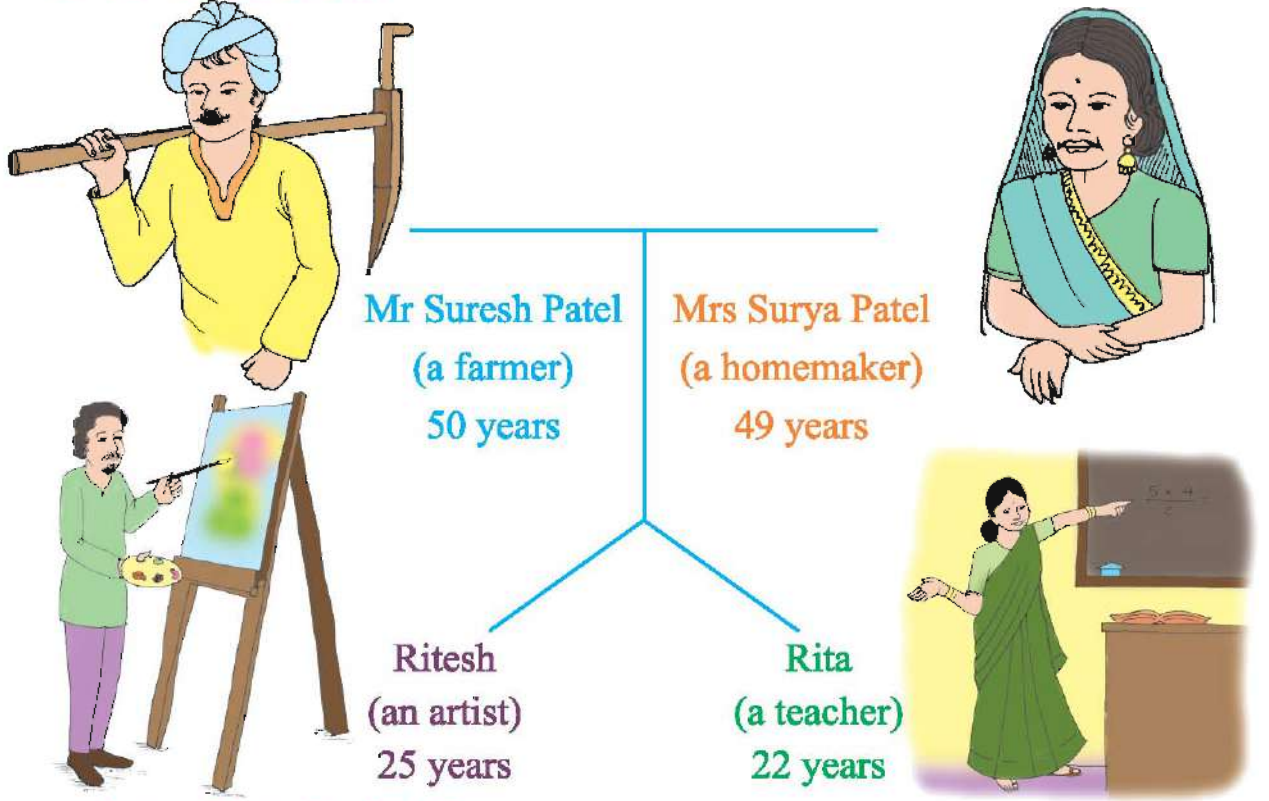 Mr Suresh Patel
(a farmer)
50 years
Mrs Surya Patel
(a homemaker)
49 years
Ritesh
(an artist)
25 years
Rita
(a teacher)
22 years